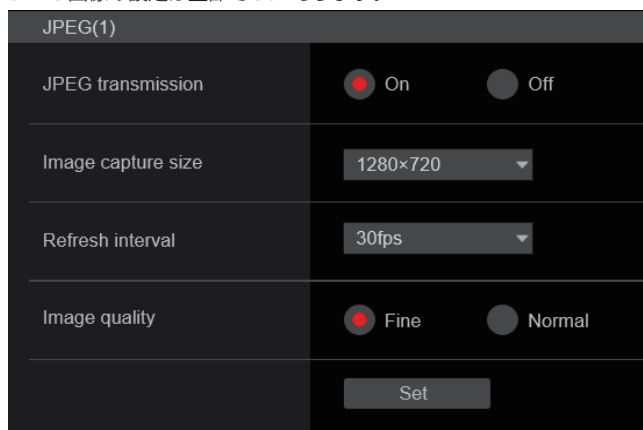 JPEG(1)
JPEG transmission On Off
Image capture size 1280×720
Refresh interval 30fps
Image quality Fine Normal
Set